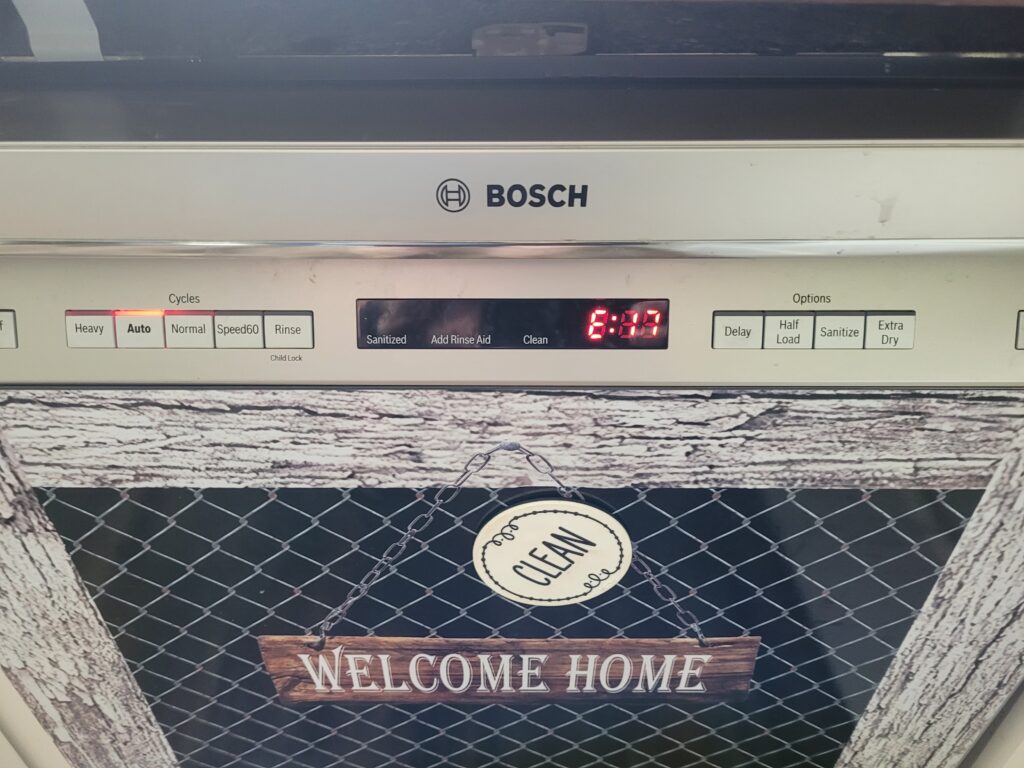 BOSCH
Cycles
Heavy Auto Normal Speed60 Rinse
Child Lock
Sanitized Add Rinse Aid Clean E:17
Options
Delay Half Load Sanitize Extra Dry
CLEAN
WELCOME HOME